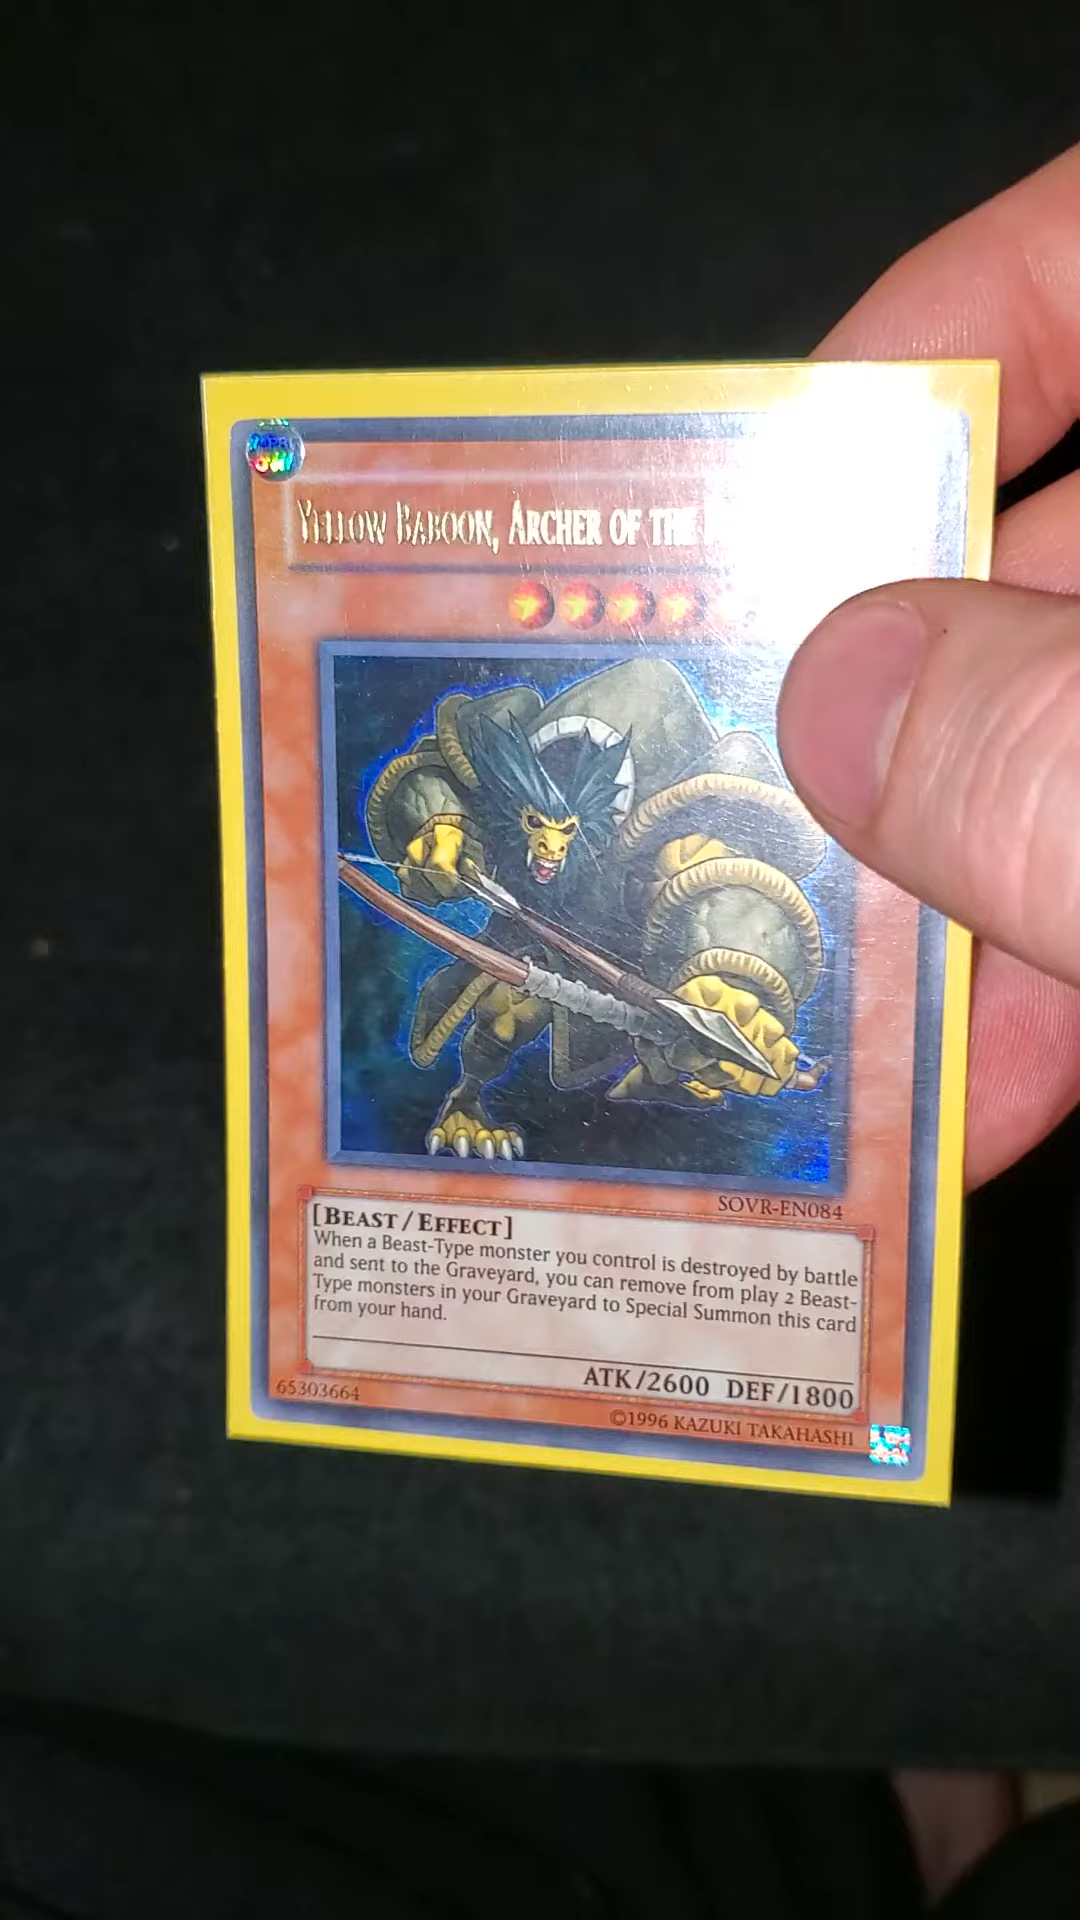 YELLOW BABOON, ARCHER OF THE
SOVR-EN084
[BEAST/EFFECT]
When a Beast-Type monster you control is destroyed by battle
and sent to the Graveyard, you can remove from play 2 Beast-
Type monsters in your Graveyard to Special Summon this card
from your hand.
ATK/2600 DEF/1800
65303664
©1996 KAZUKI TAKAHASHI